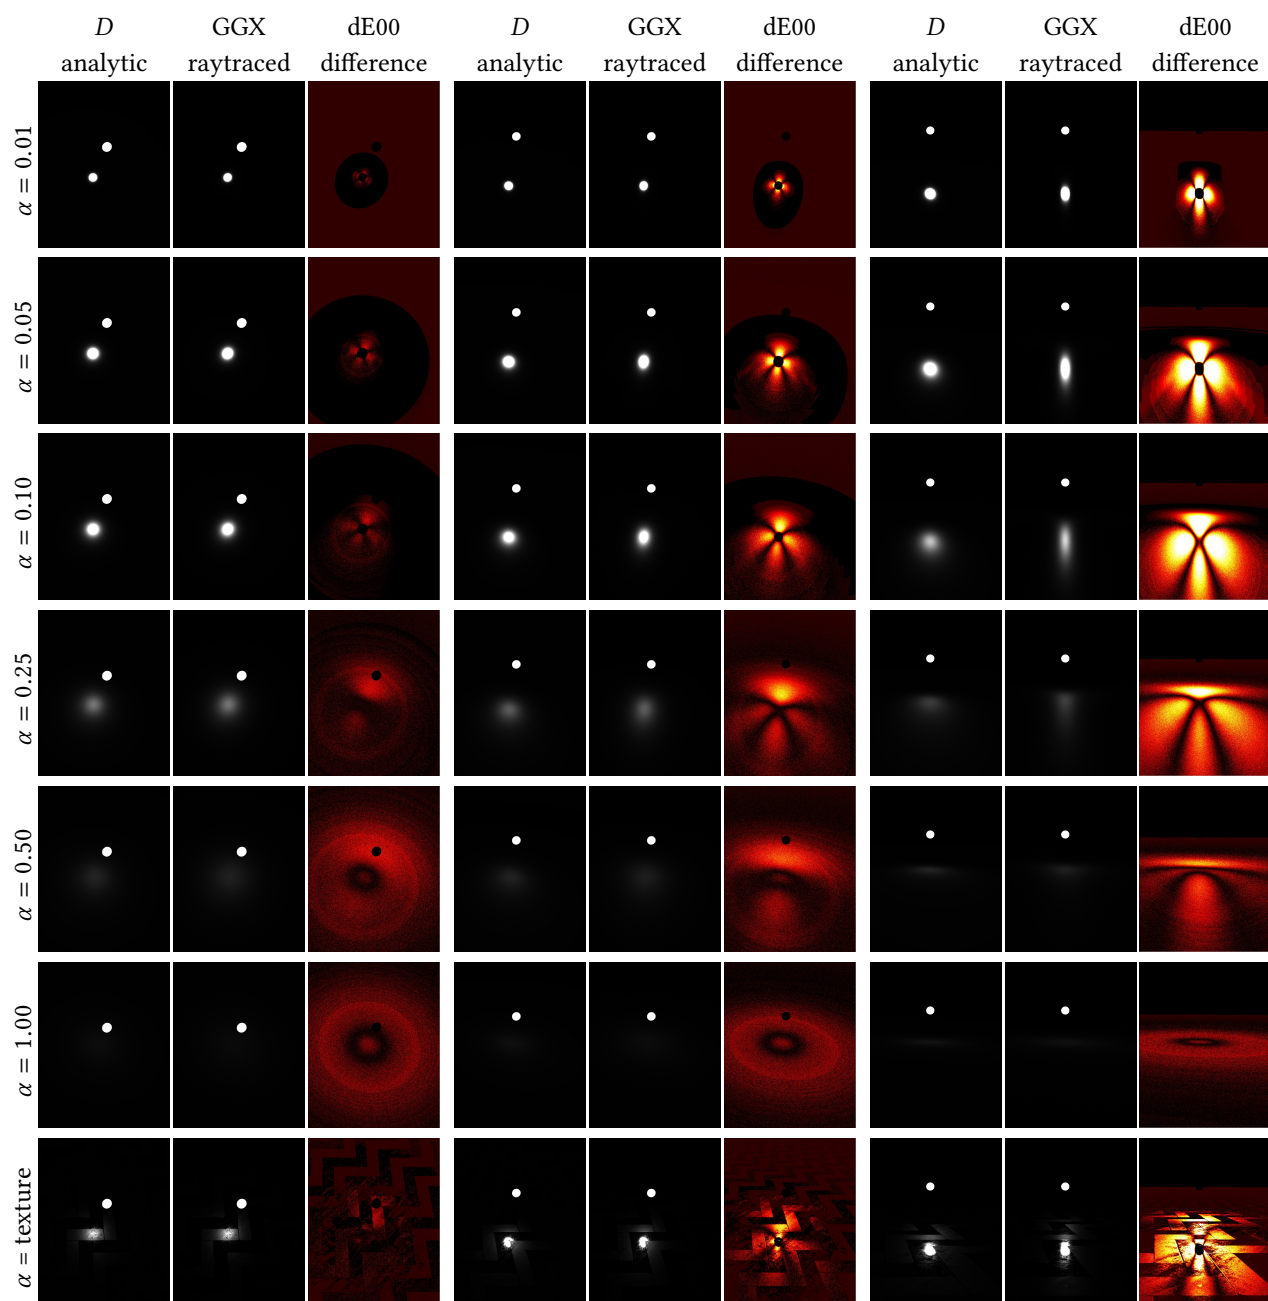 D GGX dE00 D GGX dE00 D GGX dE00
analytic raytraced difference analytic raytraced difference analytic raytraced difference
α = 0.01
α = 0.05
α = 0.10
α = 0.25
α = 0.50
α = 1.00
α = texture